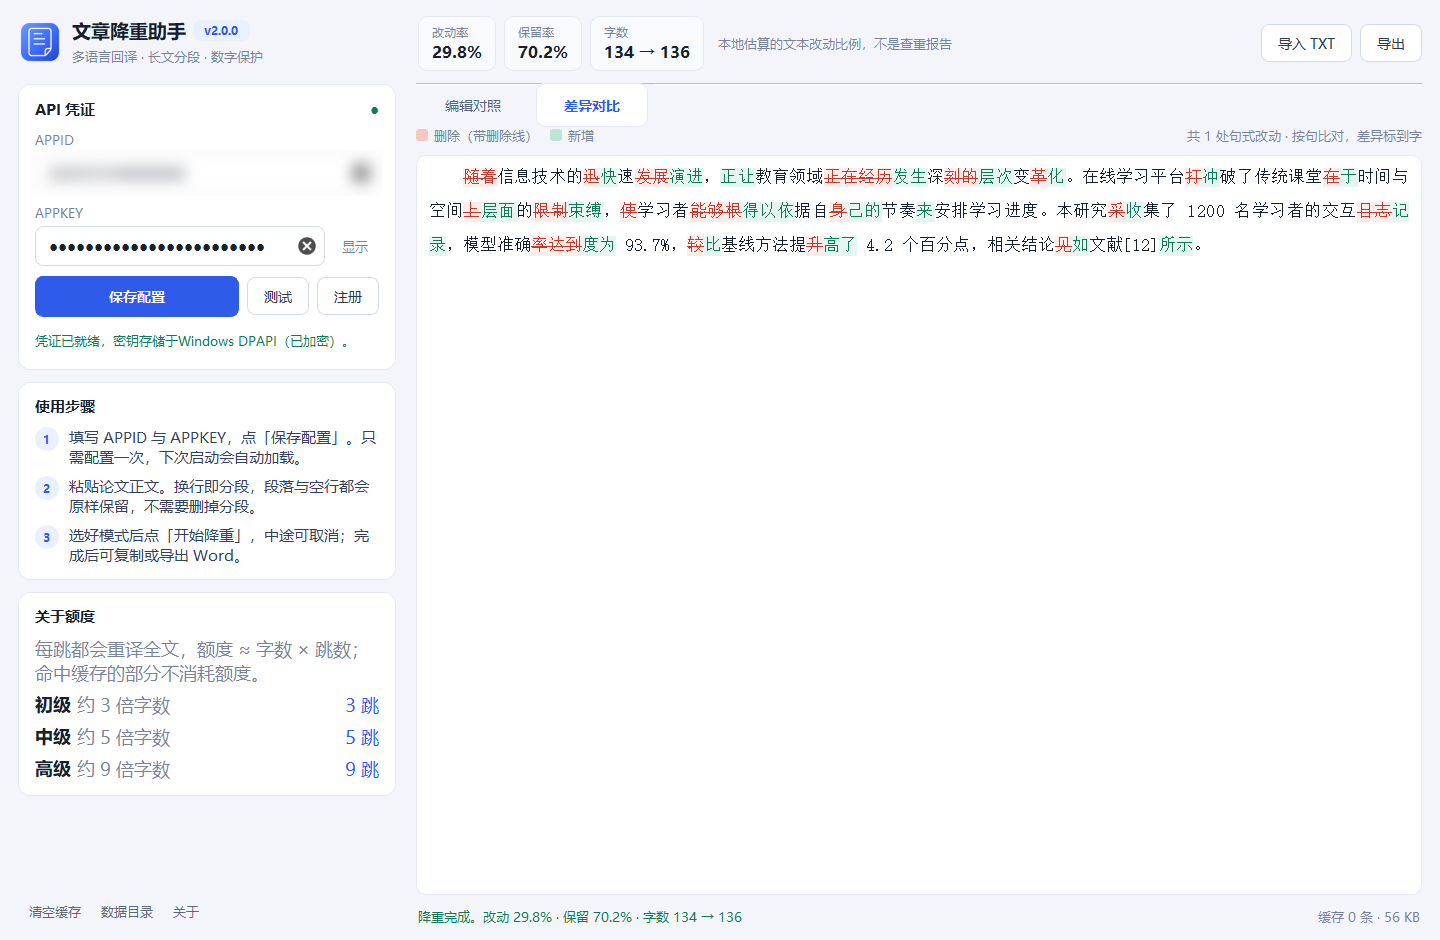 文章降重助手 v2.0.0
多语言回译 · 长文分段 · 数字保护
API 凭证
APPID
APPKEY
显示
保存配置
测试
注册
凭证已就绪，密钥存储于Windows DPAPI（已加密）。
使用步骤
1 填写 APPID 与 APPKEY，点「保存配置」。只
需配置一次，下次启动会自动加载。
2 粘贴论文正文。换行即分段，段落与空行都会
原样保留，不需要删掉分段。
3 选好模式后点「开始降重」，中途可取消；完
成后可复制或导出 Word。
关于额度
每跳都会重译全文，额度 ≈ 字数 × 跳数；
命中缓存的部分不消耗额度。
初级 约 3 倍字数 3 跳
中级 约 5 倍字数 5 跳
高级 约 9 倍字数 9 跳
清空缓存 数据目录 关于
改动率
29.8%
保留率
70.2%
字数
134 → 136
本地估算的文本改动比例，不是查重报告
导入 TXT
导出
编辑对照
差异对比
删除（带删除线） 新增
共 1 处句式改动 · 按句比对，差异标到字
随着信息技术的迅快速发展演进，正让教育领域正在经历发生深刻的层次变革化。在线学习平台打冲破了传统课堂在于时间与
空间上层面的限制束缚，使学习者能够根得以依据自身己的节奏来安排学习进度。本研究采收集了 1200 名学习者的交互日志记
录，模型准确率达到度为 93.7%，较比基线方法提升高了 4.2 个百分点，相关结论见如文献[12]所示。
降重完成。改动 29.8% · 保留 70.2% · 字数 134 → 136
缓存 0 条 · 56 KB